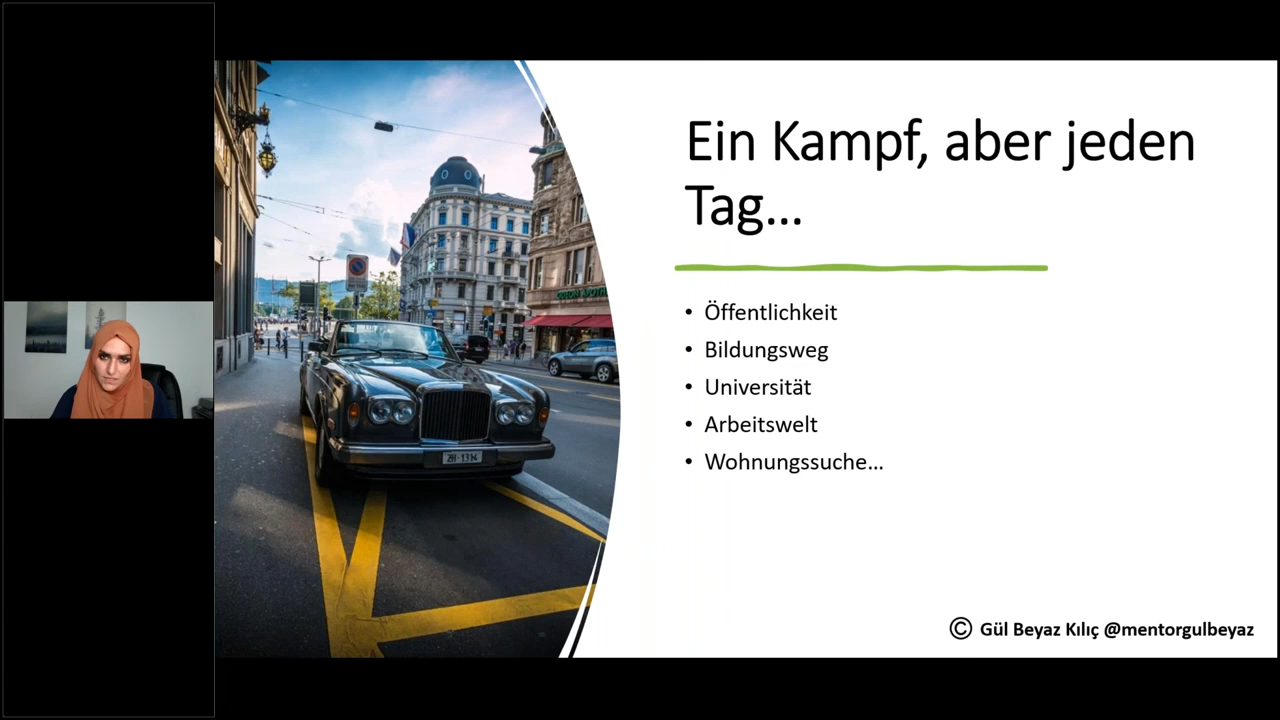 Ein Kampf, aber jeden
Tag...
• Öffentlichkeit
• Bildungsweg
• Universität
• Arbeitswelt
• Wohnungssuche...
© Gül Beyaz Kılıç @mentorgulbeyaz